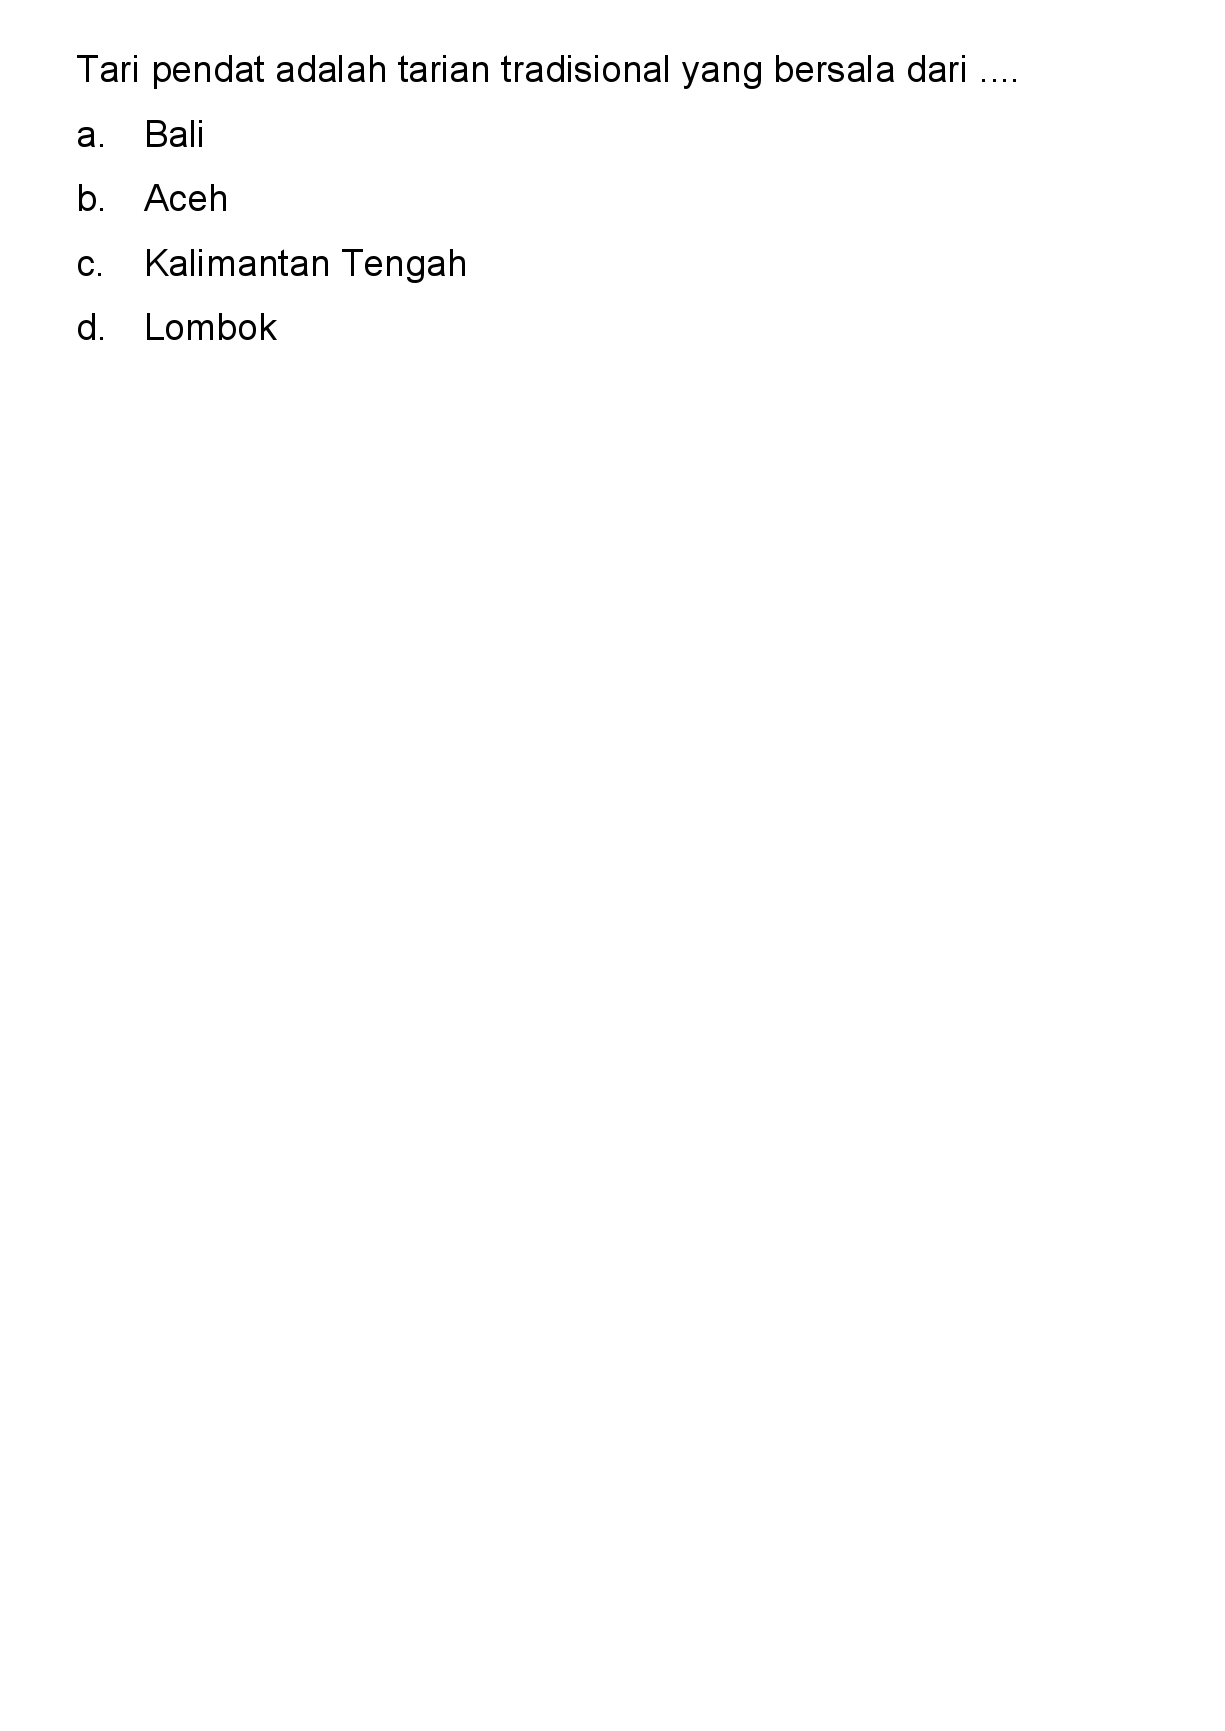 Tari pendat adalah tarian tradisional yang bersala dari ....
a. Bali
b. Aceh
c. Kalimantan Tengah
d. Lombok